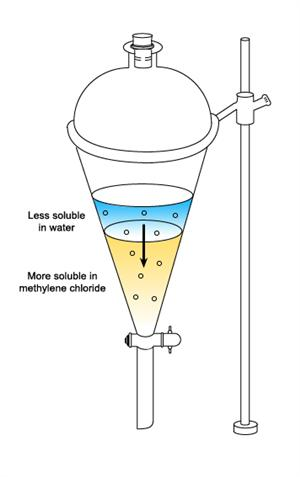 Less soluble
in water
More soluble in
methylene chloride